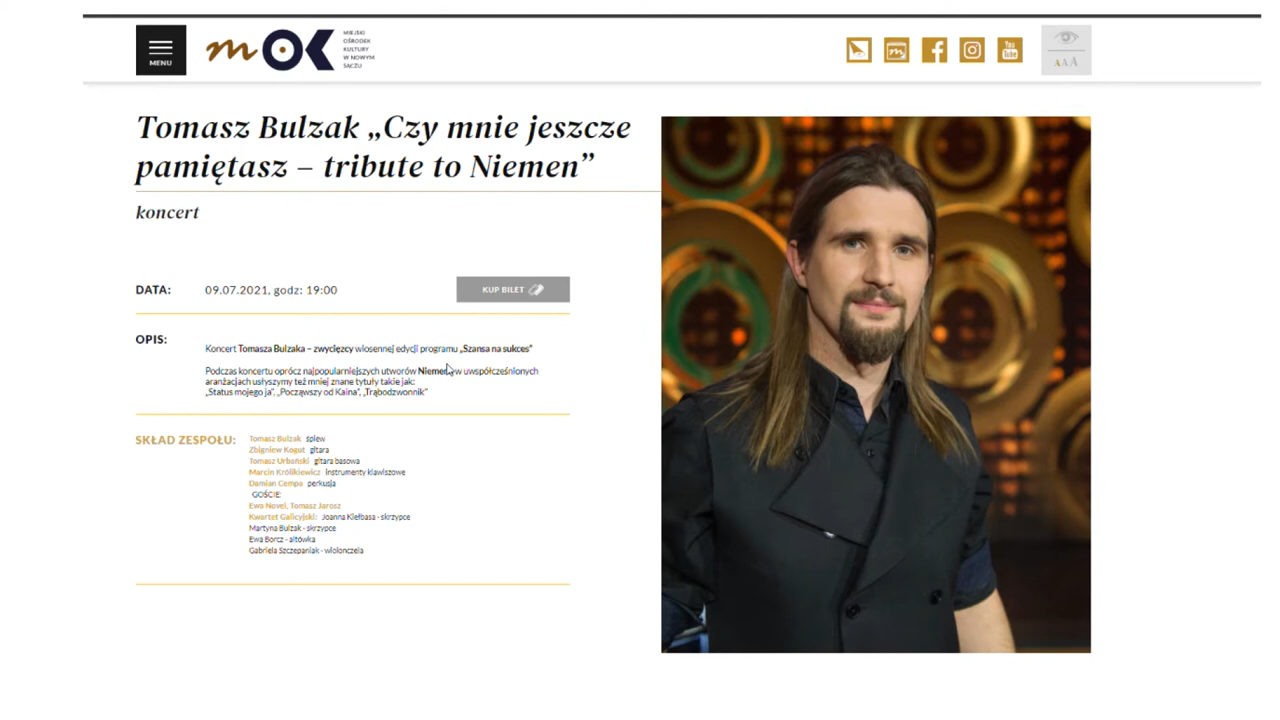 MENU
mOK
MIEJSKI
OŚRODEK
KULTURY
W NOWYM
SĄCZU
You
Tube
A A A
Tomasz Bulzak „Czy mnie jeszcze
pamiętasz – tribute to Niemen”
koncert
DATA: 09.07.2021, godz: 19:00 KUP BILET
OPIS:
Koncert Tomasza Bulzaka – zwycięzcy wiosennej edycji programu „Szansa na sukces”
Podczas koncertu oprócz najpopularniejszych utworów Niemena w uwspółcześnionych
aranżacjach usłyszymy też mniej znane tytuły takie jak:
„Status mojego ja”, „Począwszy od Kaina”, „Trąbodzwonnik”
SKŁAD ZESPOŁU:
Tomasz Bulzak śpiew
Zbigniew Kogut gitara
Tomasz Urbański gitara basowa
Marcin Królikiewicz instrumenty klawiszowe
Damian Cempa perkusja
GOŚCIE:
Ewa Novel, Tomasz Jarosz
Kwartet Galicyjski: Joanna Kiełbasa - skrzypce
Martyna Bulzak - skrzypce
Ewa Borcz - altówka
Gabriela Szczepaniak - wiolonczela